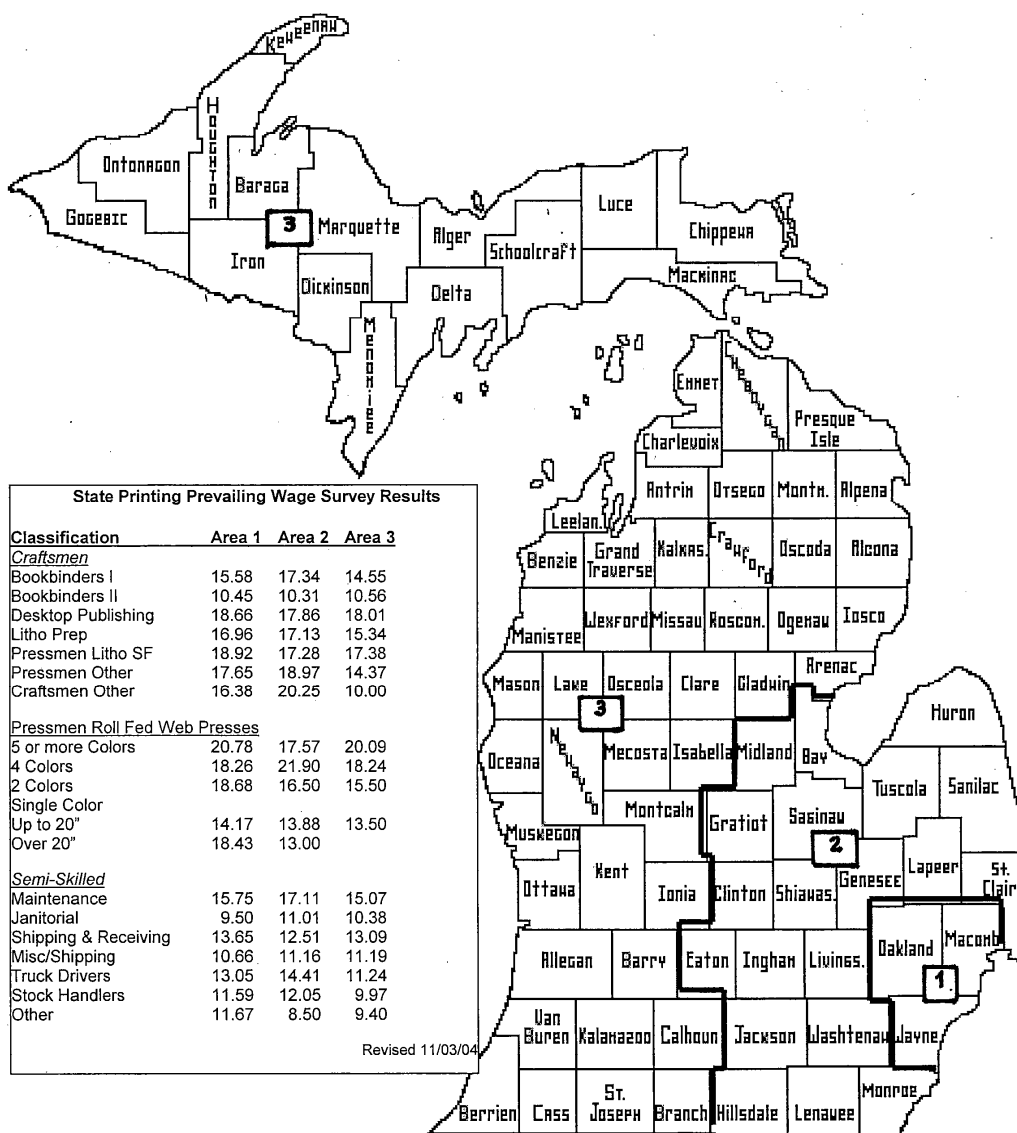 Keweenaw
Houghton
Ontonagon
Baraga
Gogebic
3
Marquette
Iron
Alger
Luce
Chippewa
Schoolcraft
Mackinac
Dickinson
Delta
Menominee
Cheboygan
Emmet
Presque
Isle
Charlevoix
Antrim Otsego Montm. Alpena
Leelan.
Benzie Grand
Traverse Kalkas. Crawford Oscoda Alcona
Manistee Wexford Missau Roscom. Ogemaw Iosco
Arenac
Mason Lake Osceola Clare Gladwin
3
Huron
Oceana Newaygo Mecosta Isabella Midland Bay
Tuscola Sanilac
Montcalm Gratiot Saginaw
2
Muskegon
Kent
Ottawa Ionia Clinton Shiawas. Genesee Lapeer St.
Clair
Oakland Macomb
1
Allegan Barry Eaton Ingham Livings.
Van
Buren Kalamazoo Calhoun Jackson Washtenaw Wayne
Berrien Cass St.
Joseph Branch Hillsdale Lenawee Monroe
State Printing Prevailing Wage Survey Results
Classification Area 1 Area 2 Area 3
Craftsmen
Bookbinders I 15.58 17.34 14.55
Bookbinders II 10.45 10.31 10.56
Desktop Publishing 18.66 17.86 18.01
Litho Prep 16.96 17.13 15.34
Pressmen Litho SF 18.92 17.28 17.38
Pressmen Other 17.65 18.97 14.37
Craftsmen Other 16.38 20.25 10.00
Pressmen Roll Fed Web Presses
5 or more Colors 20.78 17.57 20.09
4 Colors 18.26 21.90 18.24
2 Colors 18.68 16.50 15.50
Single Color
Up to 20" 14.17 13.88 13.50
Over 20" 18.43 13.00
Semi-Skilled
Maintenance 15.75 17.11 15.07
Janitorial 9.50 11.01 10.38
Shipping & Receiving 13.65 12.51 13.09
Misc/Shipping 10.66 11.16 11.19
Truck Drivers 13.05 14.41 11.24
Stock Handlers 11.59 12.05 9.97
Other 11.67 8.50 9.40
Revised 11/03/04